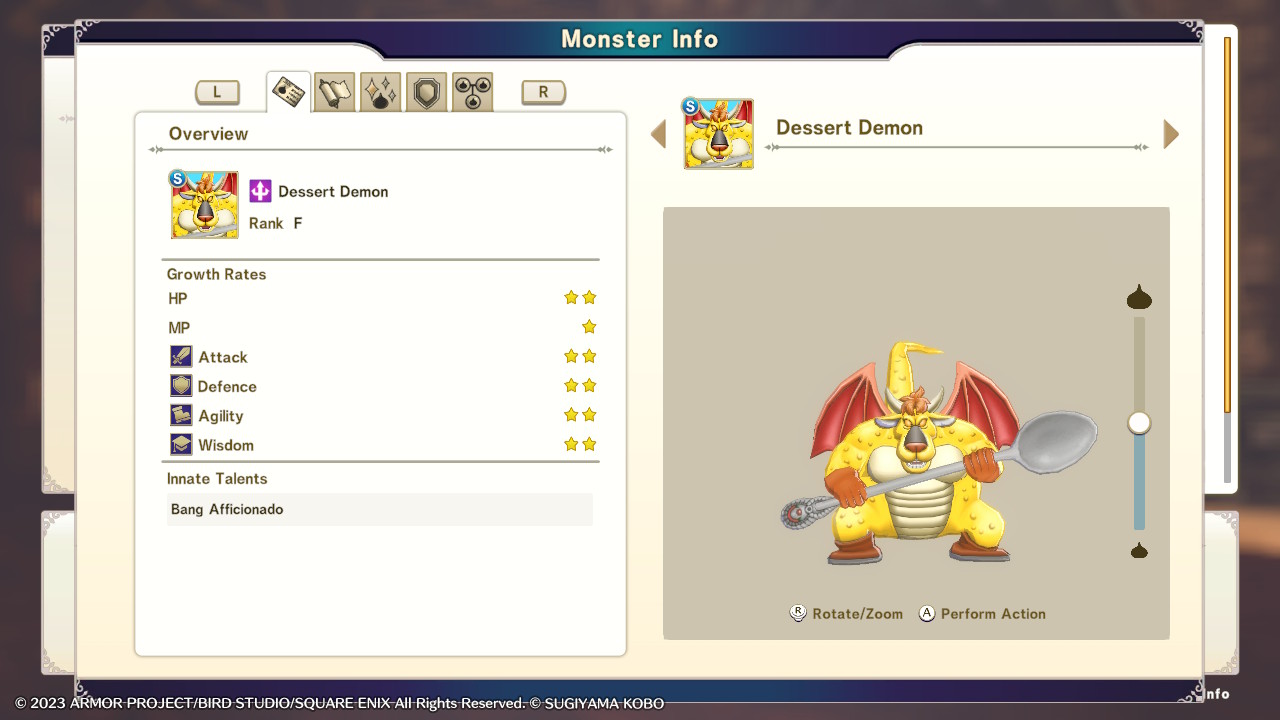 Monster Info
L
R
Overview
S
Dessert Demon
Rank F
Growth Rates
HP
MP
Attack
Defence
Agility
Wisdom
Innate Talents
Bang Afficionado
S
Dessert Demon
R Rotate/Zoom A Perform Action
nfo
© 2023 ARMOR PROJECT/BIRD STUDIO/SQUARE ENIX All Rights Reserved. © SUGIYAMA KOBO